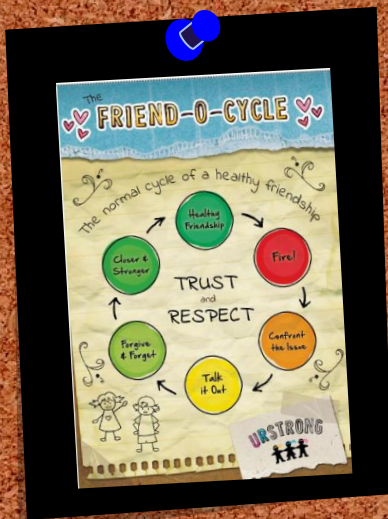 The
FRIEND-O-CYCLE
The normal cycle of a healthy friendship
Healthy
Friendship
Fire!
Confront
the Issue
Talk
it Out
Forgive
& Forget
Closer &
Stronger
TRUST
and
RESPECT
URSTRONG